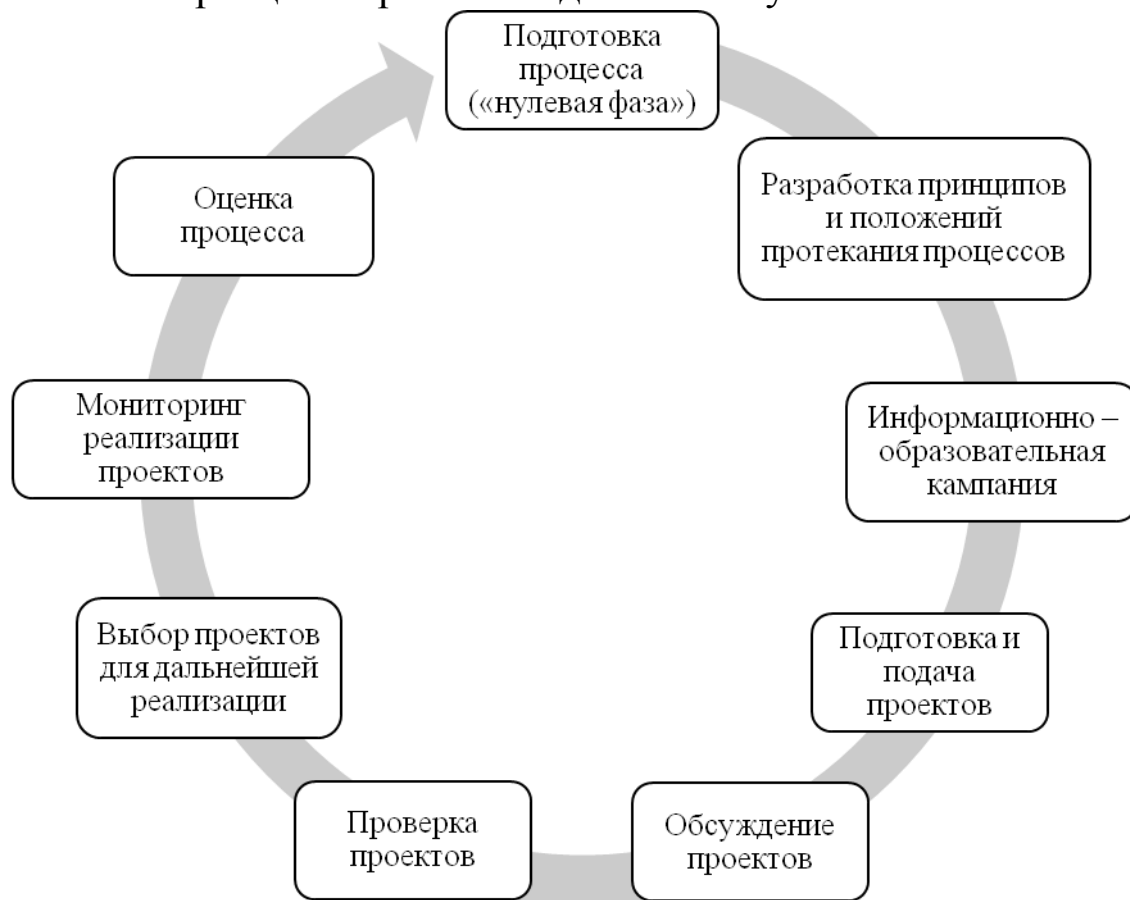 Подготовка
процесса
(«нулевая фаза»)
Разработка принципов
и положений
протекания процессов
Информационно –
образовательная
кампания
Подготовка и
подача
проектов
Обсуждение
проектов
Проверка
проектов
Выбор проектов
для дальнейшей
реализации
Мониторинг
реализации
проектов
Оценка
процесса